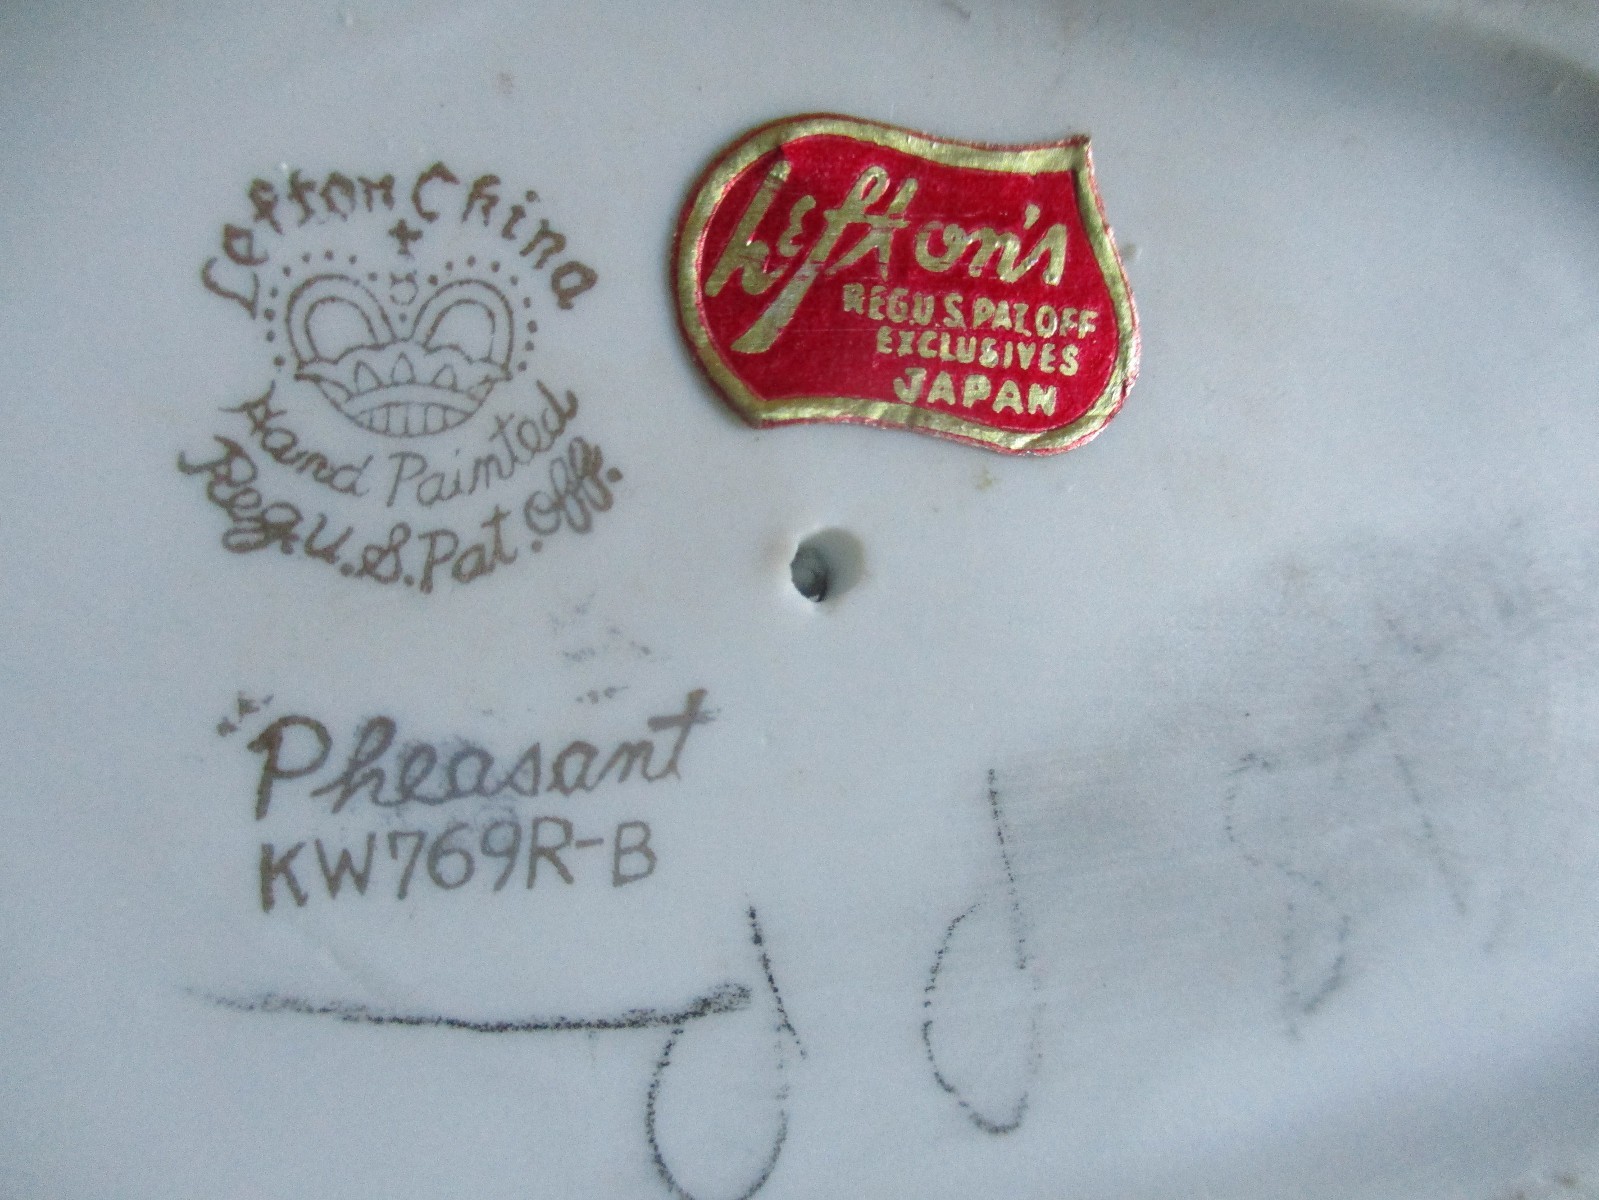 Lefton China
Hand Painted
Reg. U.S. Pat. Off.
Lefton's
REG.U.S.PAT.OFF
EXCLUSIVES
JAPAN
Pheasant
KW769R-B